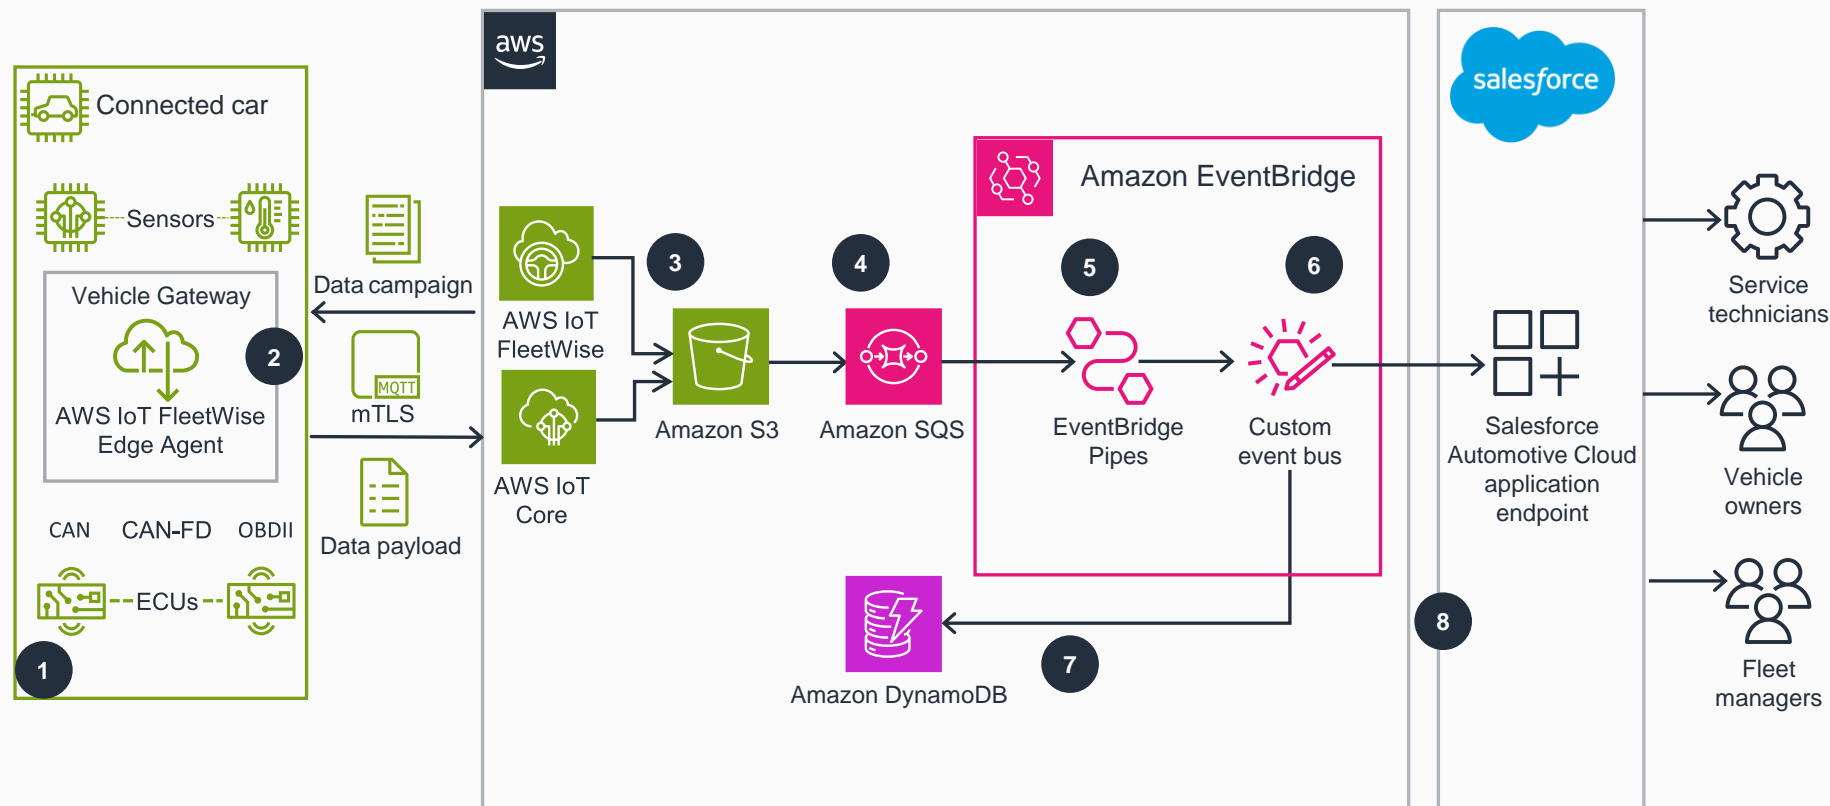 aws
salesforce
Connected car
Sensors
Vehicle Gateway
2
AWS IoT FleetWise
Edge Agent
CAN
CAN-FD
OBDII
ECUs
1
Data campaign
MQTT
mTLS
Data payload
AWS IoT
FleetWise
AWS IoT
Core
3
Amazon S3
4
Amazon SQS
Amazon EventBridge
5
EventBridge
Pipes
6
Custom
event bus
7
Amazon DynamoDB
8
Salesforce
Automotive Cloud
application
endpoint
Service
technicians
Vehicle
owners
Fleet
managers